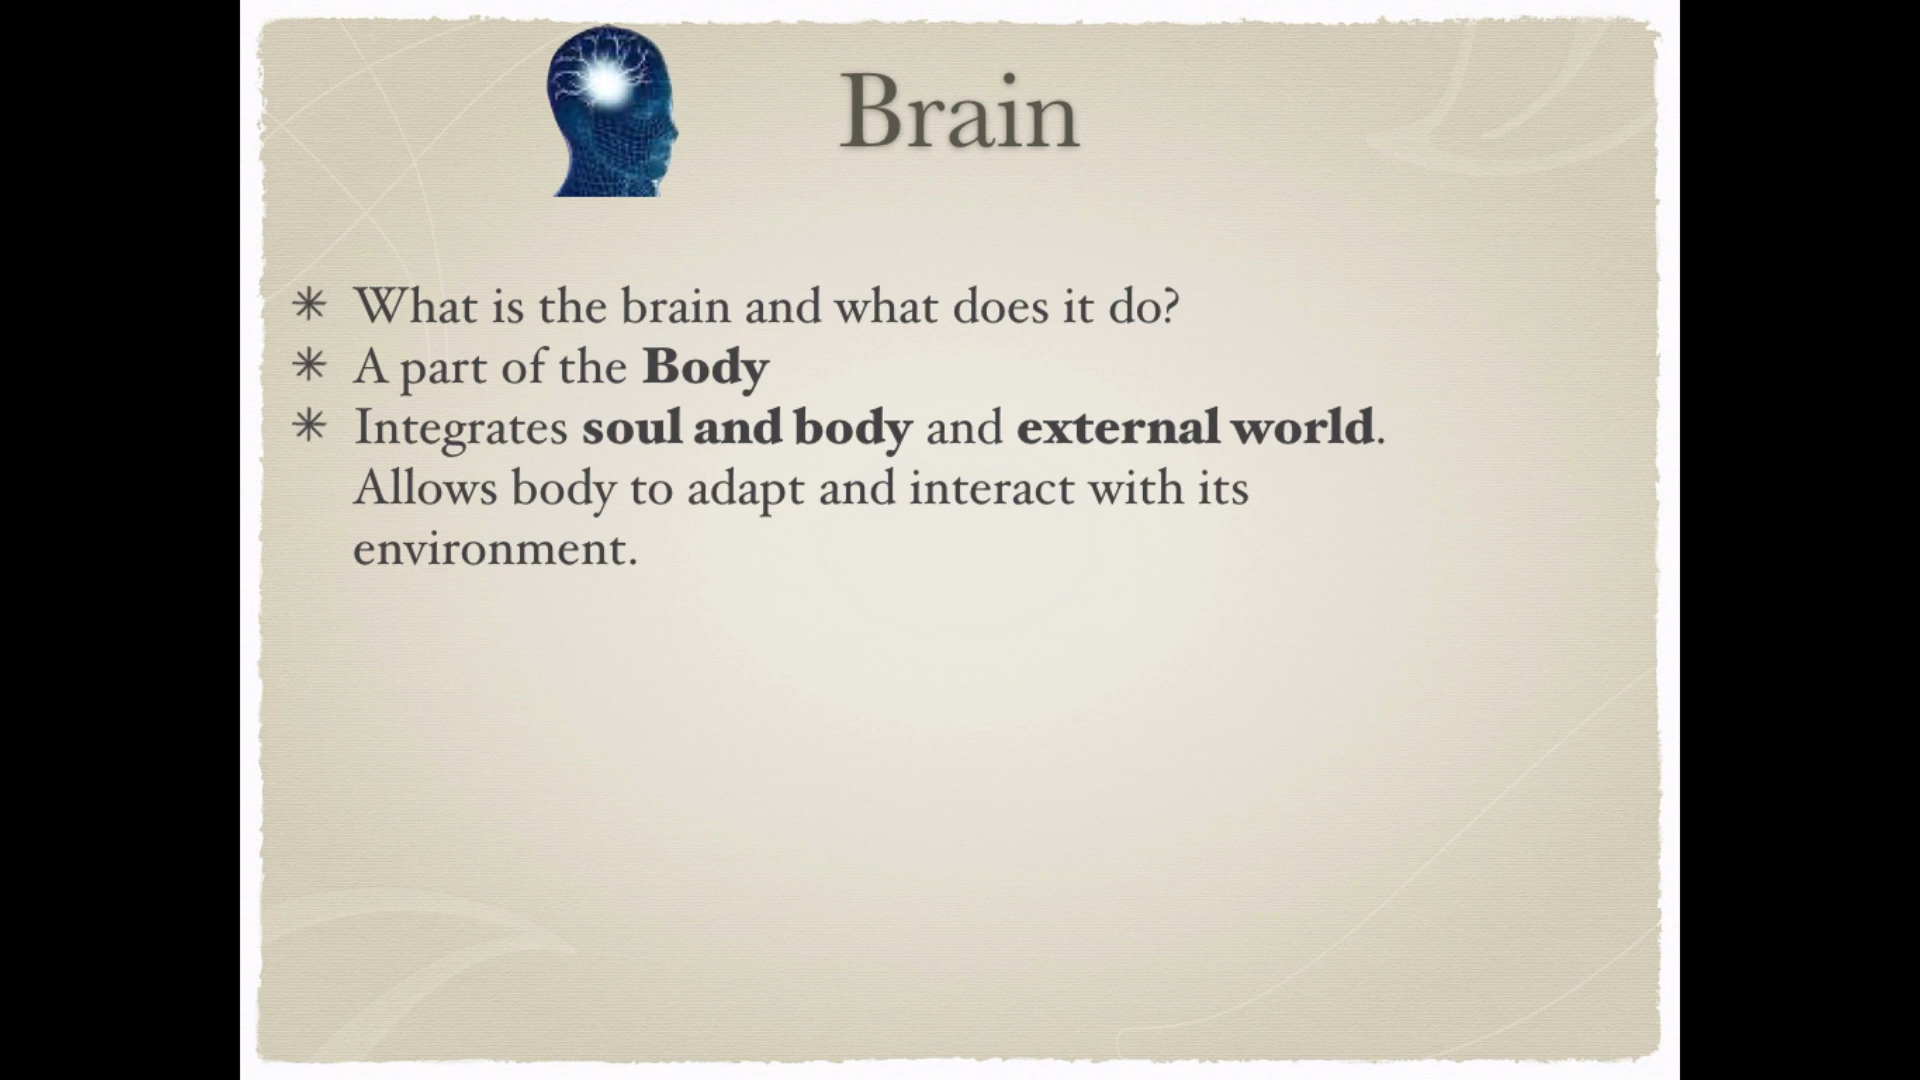 Brain
✳ What is the brain and what does it do?
✳ A part of the Body
✳ Integrates soul and body and external world.
Allows body to adapt and interact with its
environment.